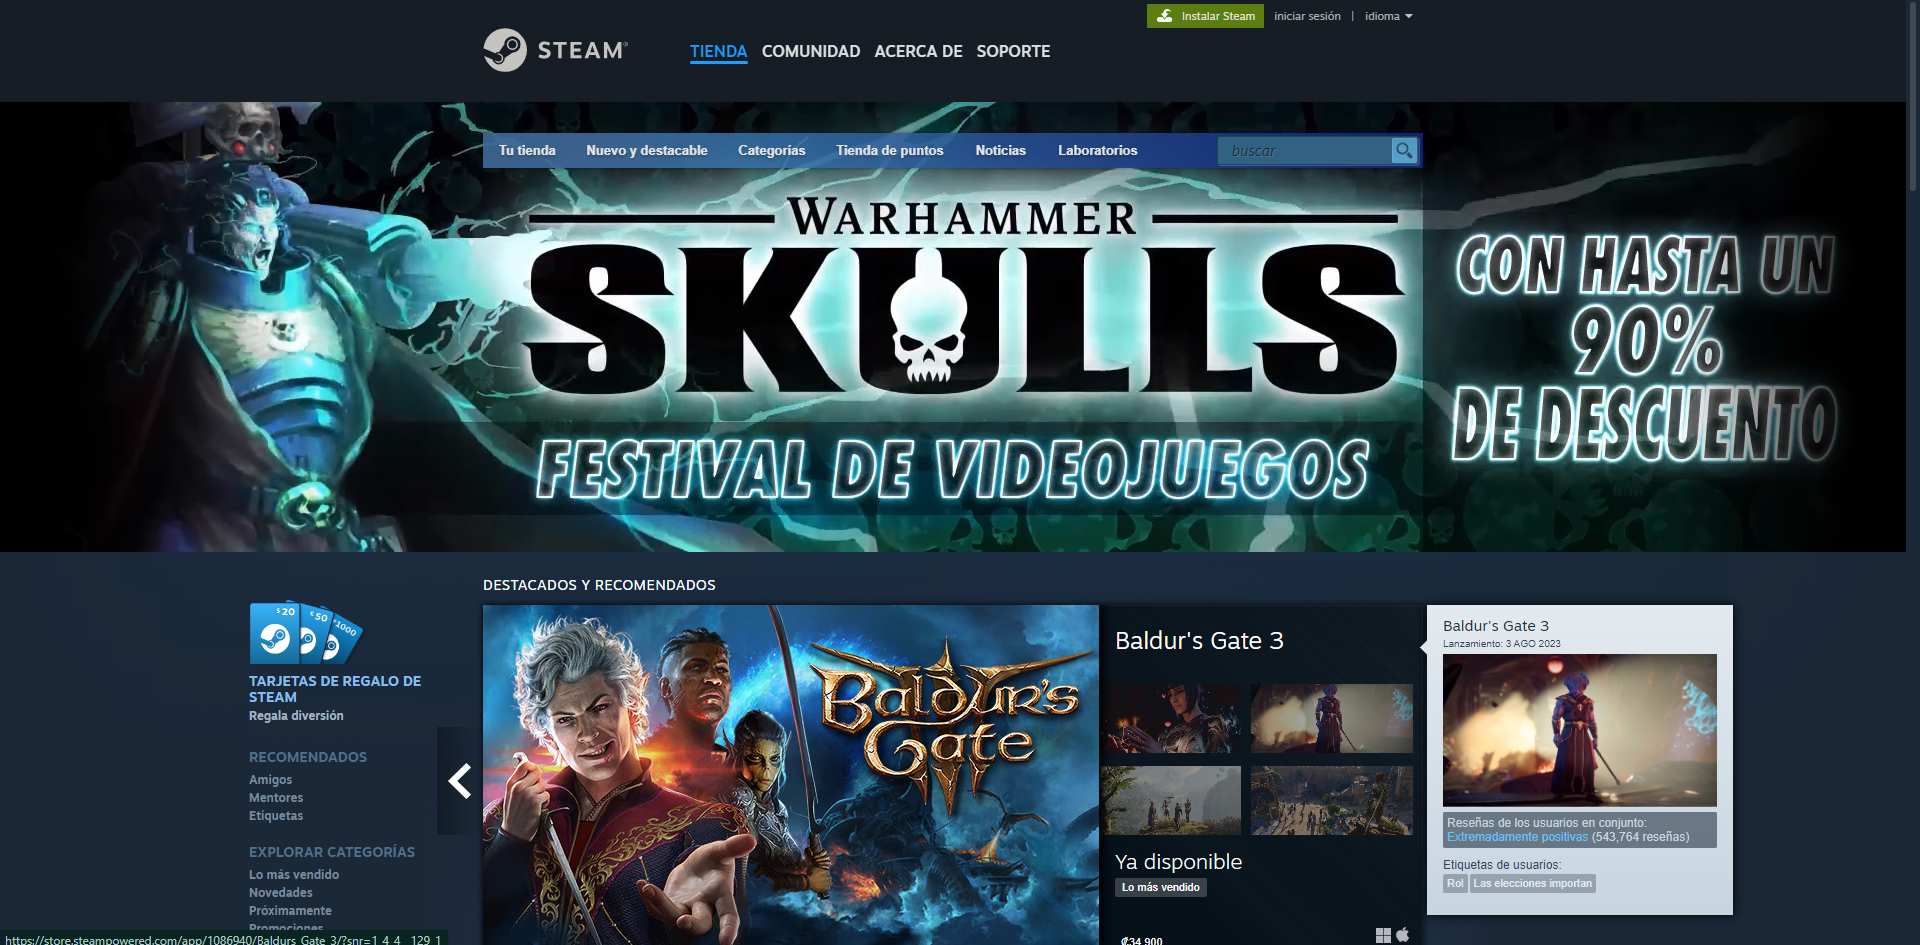 Instalar Steam
iniciar sesión | idioma
STEAM®
TIENDA COMUNIDAD ACERCA DE SOPORTE
Tu tienda Nuevo y destacable Categorías Tienda de puntos Noticias Laboratorios buscar
WARHAMMER
SKULLS
FESTIVAL DE VIDEOJUEGOS
CON HASTA UN
90%
DE DESCUENTO
DESTACADOS Y RECOMENDADOS
$ 20
€ 50
¥1000
TARJETAS DE REGALO DE
STEAM
Regala diversión
RECOMENDADOS
Amigos
Mentores
Etiquetas
EXPLORAR CATEGORÍAS
Lo más vendido
Novedades
Próximamente
Promociones
BALDUR'S
GATE
III
Baldur's Gate 3
Ya disponible
Lo más vendido
₡34,900
Baldur's Gate 3
Lanzamiento: 3 AGO 2023
Reseñas de los usuarios en conjunto:
Extremadamente positivas (543,764 reseñas)
Etiquetas de usuarios:
Rol Las elecciones importan
https://store.steampowered.com/app/1086940/Baldurs_Gate_3/?snr=1_4_4__129_1